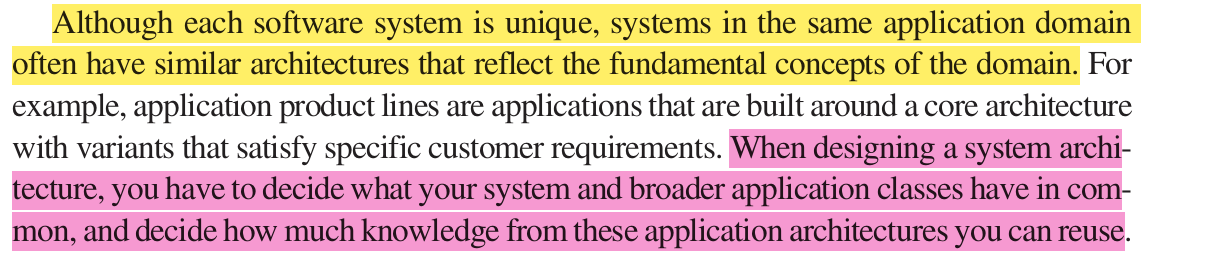 Although each software system is unique, systems in the same application domain
often have similar architectures that reflect the fundamental concepts of the domain. For
example, application product lines are applications that are built around a core architecture
with variants that satisfy specific customer requirements. When designing a system archi-
tecture, you have to decide what your system and broader application classes have in com-
mon, and decide how much knowledge from these application architectures you can reuse.